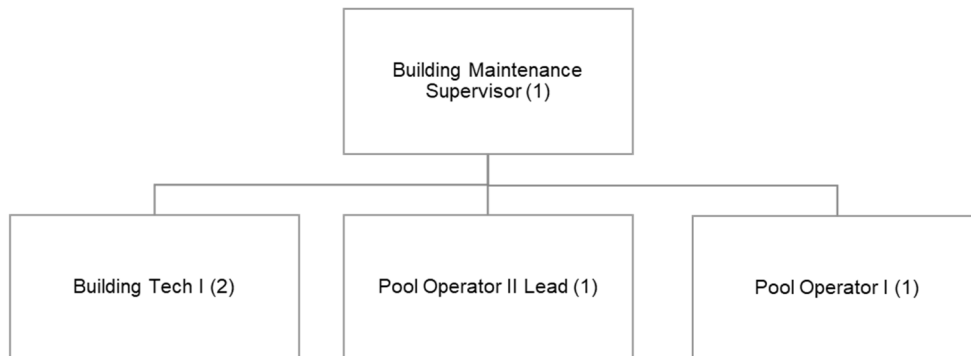 Building Maintenance
Supervisor (1)
Building Tech I (2)
Pool Operator II Lead (1)
Pool Operator I (1)